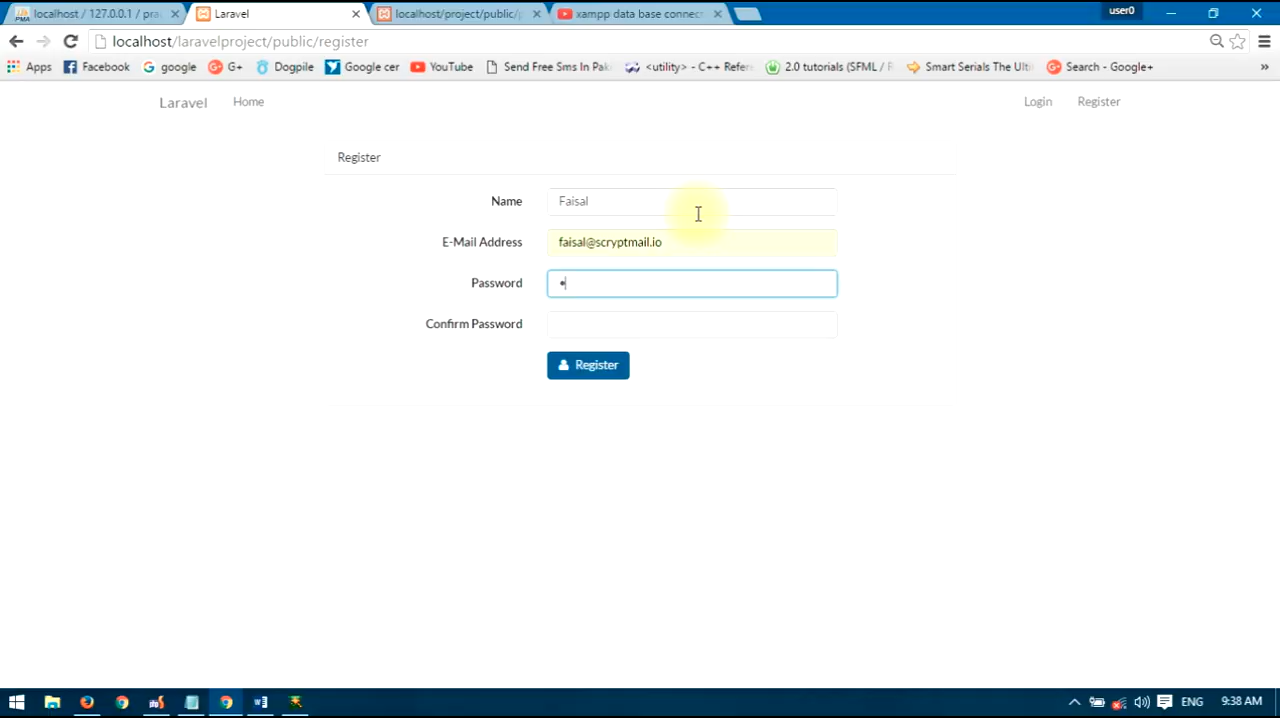 localhost / 127.0.0.1 / pra
Laravel
localhost/project/public/p
xampp data base connect
user0
localhost/laravelproject/public/register
Apps
Facebook
google
G+
Dogpile
Google cer
YouTube
Send Free Sms In Pak
<utility> - C++ Refere
2.0 tutorials (SFML / F
Smart Serials The Ulti
Search - Google+
»
Laravel
Home
Login
Register
Register
Name
Faisal
E-Mail Address
faisal@scryptmail.io
Password
•
Confirm Password
Register
ENG
9:38 AM